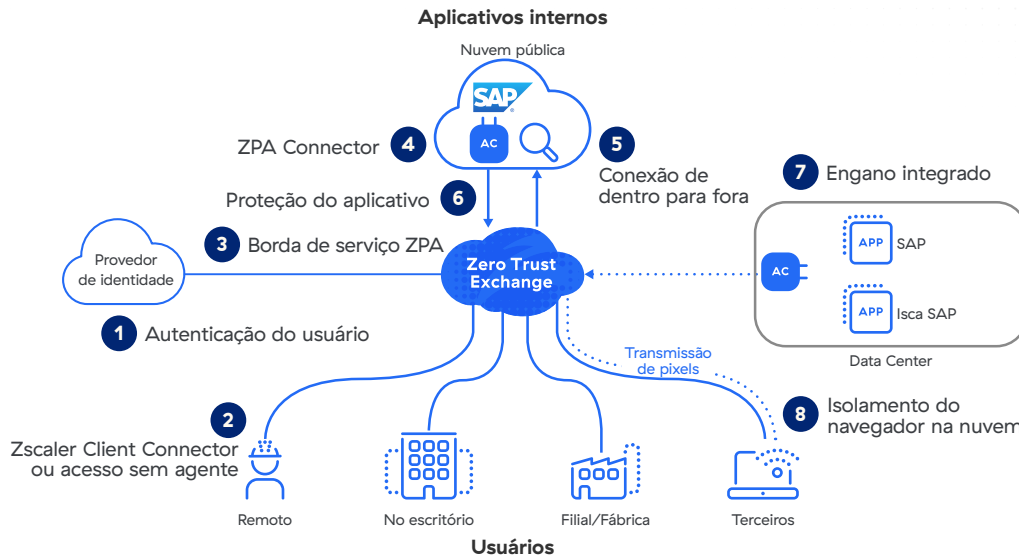 Aplicativos internos
Nuvem pública
SAP
AC
ZPA Connector 4
5
Conexão de
dentro para fora
Proteção do aplicativo 6
7 Engano integrado
3 Borda de serviço ZPA
Provedor
de identidade
Zero Trust
Exchange
AC
APP SAP
APP Isca SAP
Data Center
1 Autenticação do usuário
Transmissão
de pixels
2
Zscaler Client Connector
ou acesso sem agente
8 Isolamento do
navegador na nuvem
Remoto
No escritório
Filial/Fábrica
Terceiros
Usuários